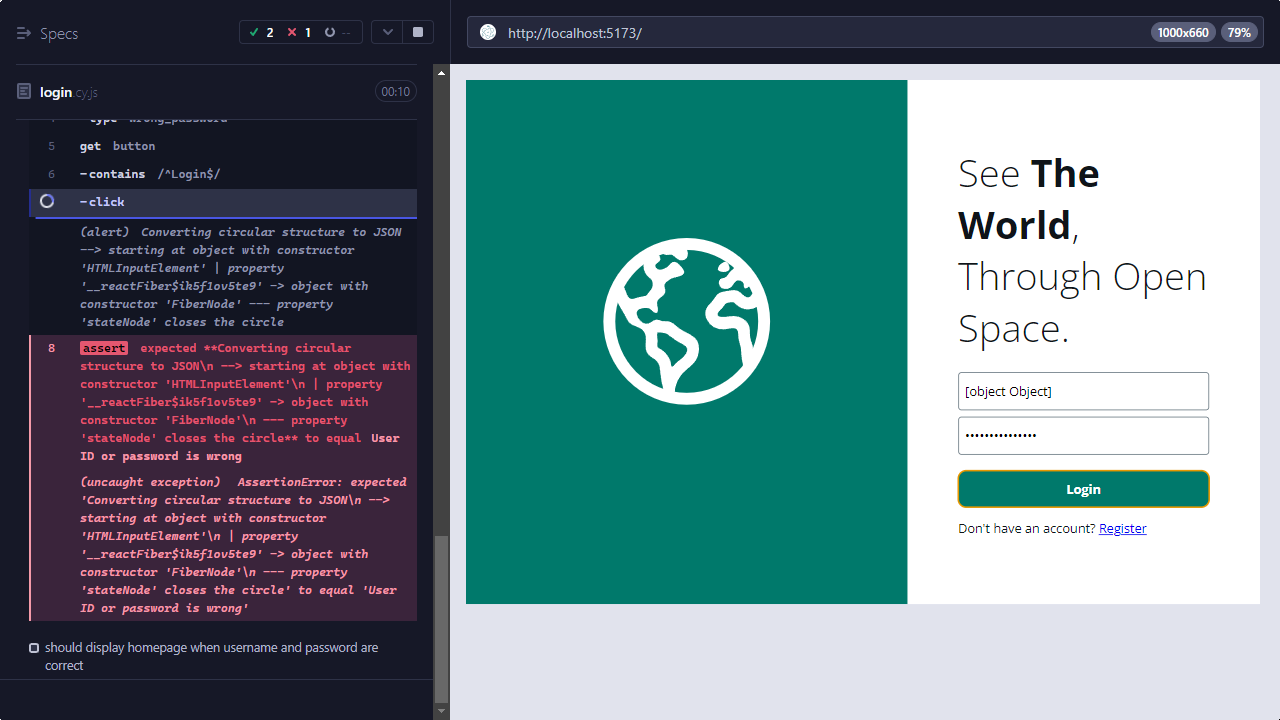 Specs
2
1
--
http://localhost:5173/
1000x660
79%
login.cy.js
00:10
4 -type wrong_password
5 get button
6 -contains /^Login$/
-click
(alert) Converting circular structure to JSON
--> starting at object with constructor
'HTMLInputElement' | property
'__reactFiber$ik5f1ov5te9' -> object with
constructor 'FiberNode' --- property
'stateNode' closes the circle
8 assert expected **Converting circular
structure to JSON\n --> starting at object with
constructor 'HTMLInputElement'\n | property
'__reactFiber$ik5f1ov5te9' -> object with
constructor 'FiberNode'\n --- property
'stateNode' closes the circle** to equal User
ID or password is wrong
(uncaught exception) AssertionError: expected
'Converting circular structure to JSON\n -->
starting at object with constructor
'HTMLInputElement'\n | property
'__reactFiber$ik5f1ov5te9' -> object with
constructor 'FiberNode'\n --- property
'stateNode' closes the circle' to equal 'User
ID or password is wrong'
should display homepage when username and password are
correct
See The
World,
Through Open
Space.
[object Object]
•••••••••••••••
Login
Don't have an account? Register